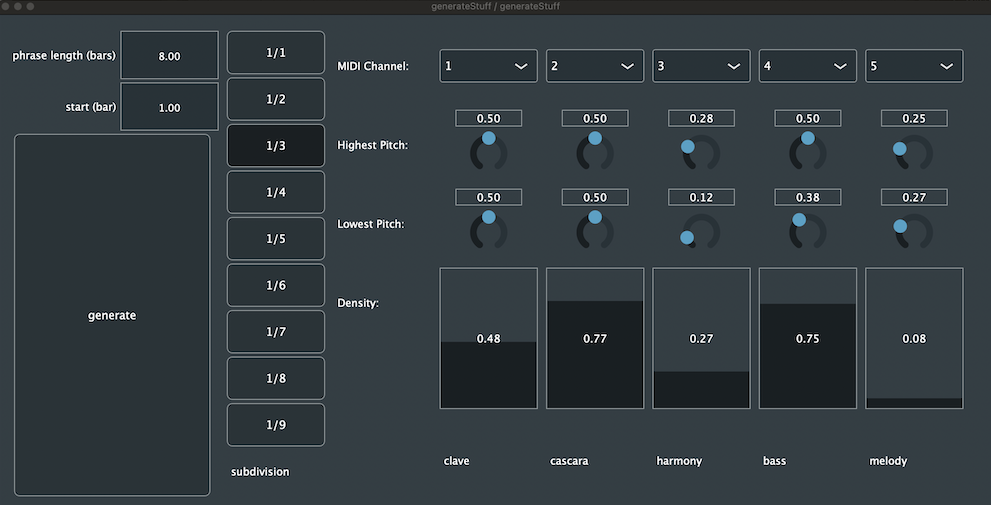 generateStuff / generateStuff
phrase length (bars)
8.00
start (bar)
1.00
generate
1/1
1/2
1/3
1/4
1/5
1/6
1/7
1/8
1/9
subdivision
MIDI Channel:
1
2
3
4
5
Highest Pitch:
0.50
0.50
0.28
0.50
0.25
Lowest Pitch:
0.50
0.50
0.12
0.38
0.27
Density:
0.48
0.77
0.27
0.75
0.08
clave
cascara
harmony
bass
melody